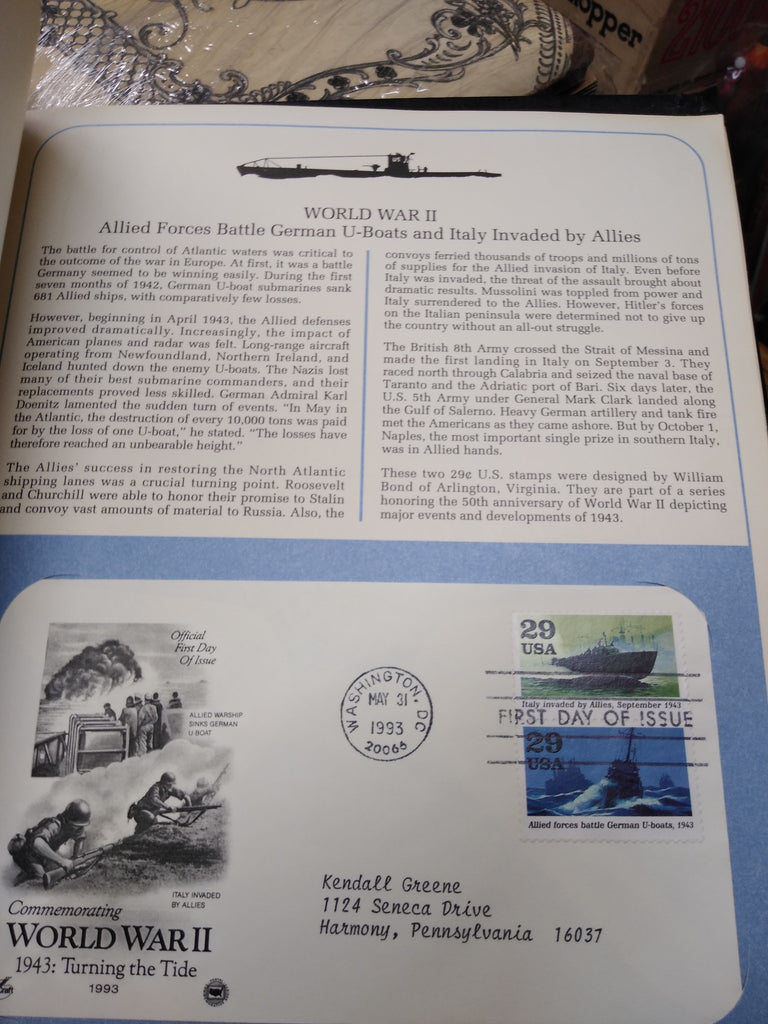 opper
WORLD WAR II
Allied Forces Battle German U-Boats and Italy Invaded by Allies
The battle for control of Atlantic waters was critical to
the outcome of the war in Europe. At first, it was a battle
Germany seemed to be winning easily. During the first
seven months of 1942, German U-boat submarines sank
681 Allied ships, with comparatively few losses.
However, beginning in April 1943, the Allied defenses
improved dramatically. Increasingly, the impact of
American planes and radar was felt. Long-range aircraft
operating from Newfoundland, Northern Ireland, and
Iceland hunted down the enemy U-boats. The Nazis lost
many of their best submarine commanders, and their
replacements proved less skilled. German Admiral Karl
Doenitz lamented the sudden turn of events. "In May in
the Atlantic, the destruction of every 10,000 tons was paid
for by the loss of one U-boat," he stated. "The losses have
therefore reached an unbearable height."
The Allies' success in restoring the North Atlantic
shipping lanes was a crucial turning point. Roosevelt
and Churchill were able to honor their promise to Stalin
and convoy vast amounts of material to Russia. Also, the
convoys ferried thousands of troops and millions of tons
of supplies for the Allied invasion of Italy. Even before
Italy was invaded, the threat of the assault brought about
dramatic results. Mussolini was toppled from power and
Italy surrendered to the Allies. However, Hitler's forces
on the Italian peninsula were determined not to give up
the country without an all-out struggle.
The British 8th Army crossed the Strait of Messina and
made the first landing in Italy on September 3. They
raced north through Calabria and seized the naval base of
Taranto and the Adriatic port of Bari. Six days later, the
U.S. 5th Army under General Mark Clark landed along
the Gulf of Salerno. Heavy German artillery and tank fire
met the Americans as they came ashore. But by October 1,
Naples, the most important single prize in southern Italy,
was in Allied hands.
These two 29¢ U.S. stamps were designed by William
Bond of Arlington, Virginia. They are part of a series
honoring the 50th anniversary of World War II depicting
major events and developments of 1943.
Official
First Day
Of Issue
ALLIED WARSHIP
SINKS GERMAN
U-BOAT
ITALY INVADED
BY ALLIES
Commemorating
WORLD WAR II
1943: Turning the Tide
1993
WASHINGTON, DC
MAY 31
1993
20066
29
USA
Italy invaded by Allies, September 1943
FIRST DAY OF ISSUE
29
USA
Allied forces battle German U-boats, 1943
Kendall Greene
1124 Seneca Drive
Harmony, Pennsylvania 16037